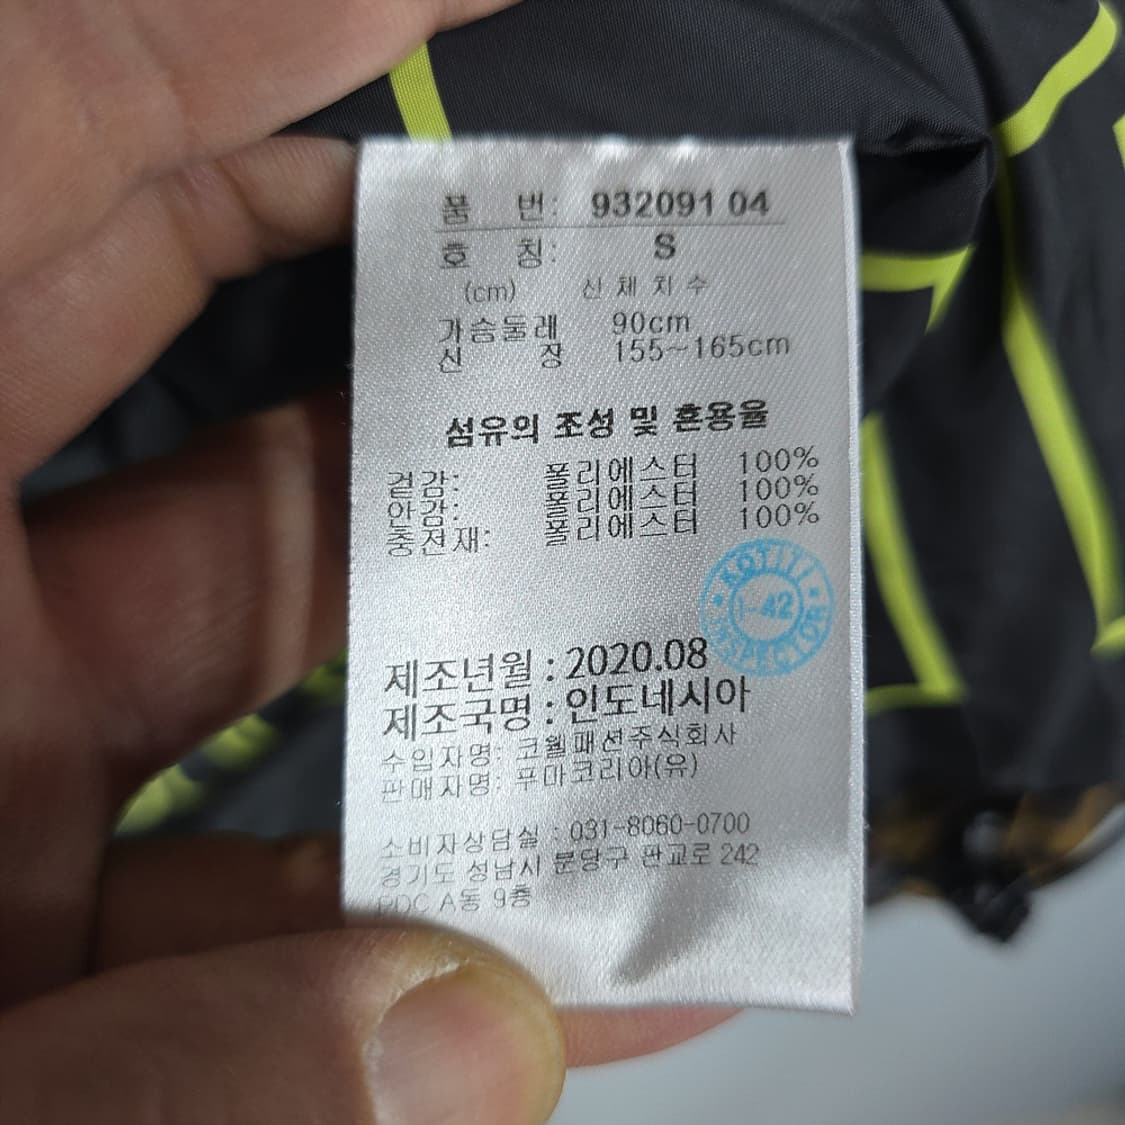 품 번: 932091 04
호 칭: S
(cm) 신체치수
가슴둘레 90cm
신 장 155~165cm
섬유의 조성 및 혼용율
겉감: 폴리에스터 100%
안감: 폴리에스터 100%
충전재: 폴리에스터 100%
KOTITI
I-42
INSPECTOR
제조년월 : 2020.08
제조국명 : 인도네시아
수입자명: 코웰패션주식회사
판매자명: 푸마코리아(유)
소비자상담실 : 031-8060-0700
경기도 성남시 분당구 판교로 242
PDC A동 9층